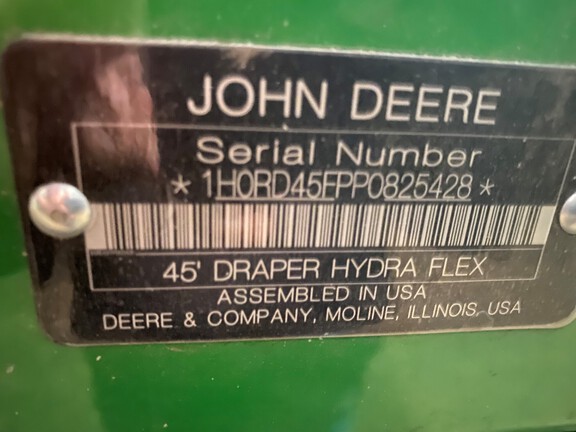 JOHN DEERE
Serial Number
*1H0RD45FPP0825428*
45' DRAPER HYDRA FLEX
ASSEMBLED IN USA
DEERE & COMPANY, MOLINE, ILLINOIS, USA